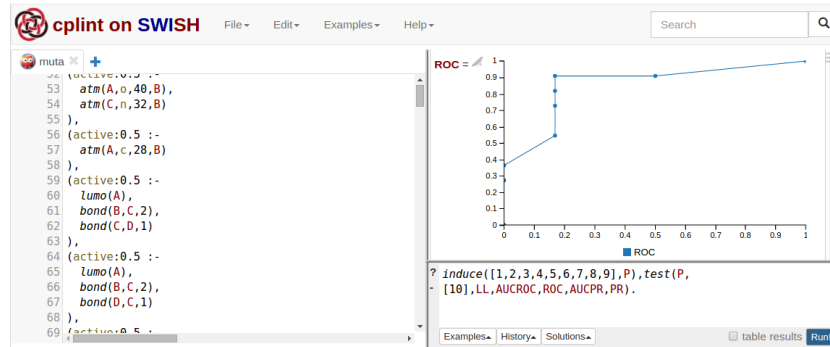 cplint on SWISH File Edit Examples Help Search
muta
52 (active:0.5 :-
53 atm(A,o,40,B),
54 atm(C,n,32,B)
55 ),
56 (active:0.5 :-
57 atm(A,c,28,B)
58 ),
59 (active:0.5 :-
60 lumo(A),
61 bond(B,C,2),
62 bond(C,D,1)
63 ),
64 (active:0.5 :-
65 lumo(A),
66 bond(B,C,2),
67 bond(D,C,1)
68 ),
69 (active:0.5 :-
ROC =
1
0.9
0.8
0.7
0.6
0.5
0.4
0.3
0.2
0.1
0
0 0.1 0.2 0.3 0.4 0.5 0.6 0.7 0.8 0.9 1
ROC
?- induce([1,2,3,4,5,6,7,8,9],P),test(P,
[10],LL,AUCROC,ROC,AUCPR,PR).
Examples History Solutions table results Run!